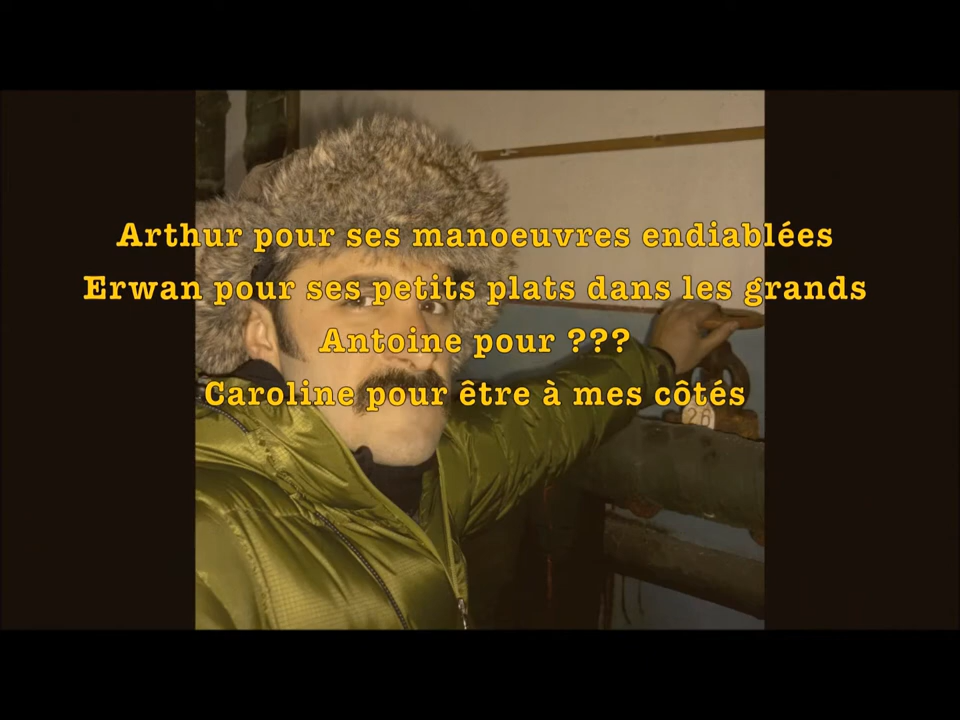 Arthur pour ses manoeuvres endiablées
Erwan pour ses petits plats dans les grands
Antoine pour ???
Caroline pour être à mes côtés
26